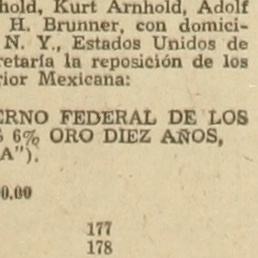 hold, Kurt Arnhold, Adolf
H. Brunner, con domici-
N. Y., Estados Unidos de
retaría la reposición de los
rior Mexicana:
ERNO FEDERAL DE LOS
6% ORO DIEZ AÑOS,
A").
0.00
177
178